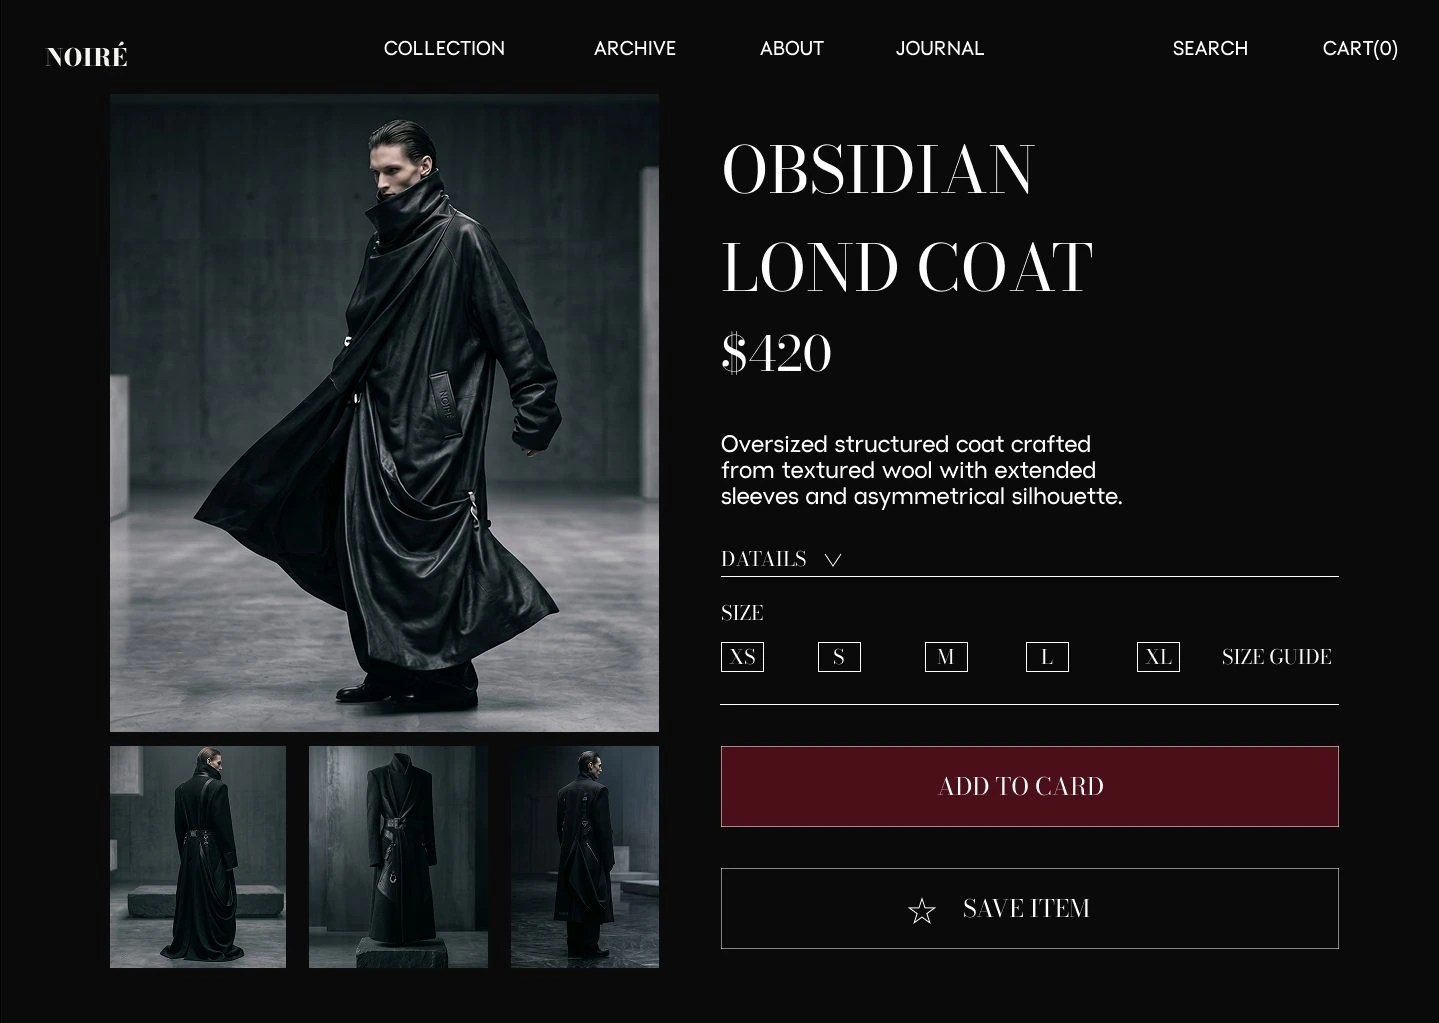 NOIRÉ
COLLECTION
ARCHIVE
ABOUT
JOURNAL
SEARCH
CART(0)
OBSIDIAN
LOND COAT
$420
NOIRÉ
Oversized structured coat crafted
from textured wool with extended
sleeves and asymmetrical silhouette.
DATAILS
SIZE
XS
S
M
L
XL
SIZE GUIDE
ADD TO CARD
SAVE ITEM